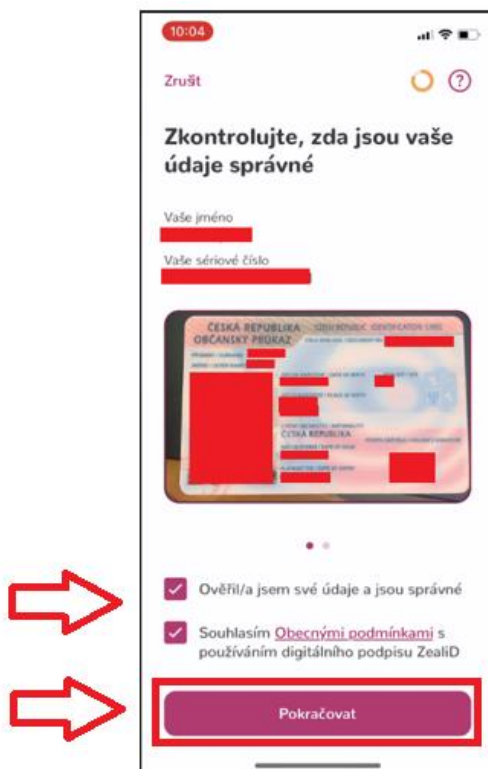 10:04
Zrušit
?
Zkontrolujte, zda jsou vaše
údaje správné
Vaše jméno
Vaše sériové číslo
ČESKÁ REPUBLIKA
OBČANSKÝ PRŮKAZ
ČESKÁ REPUBLIKA
Ověřil/a jsem své údaje a jsou správné
Souhlasím Obecnými podmínkami s
používáním digitálního podpisu ZealiD
Pokračovat